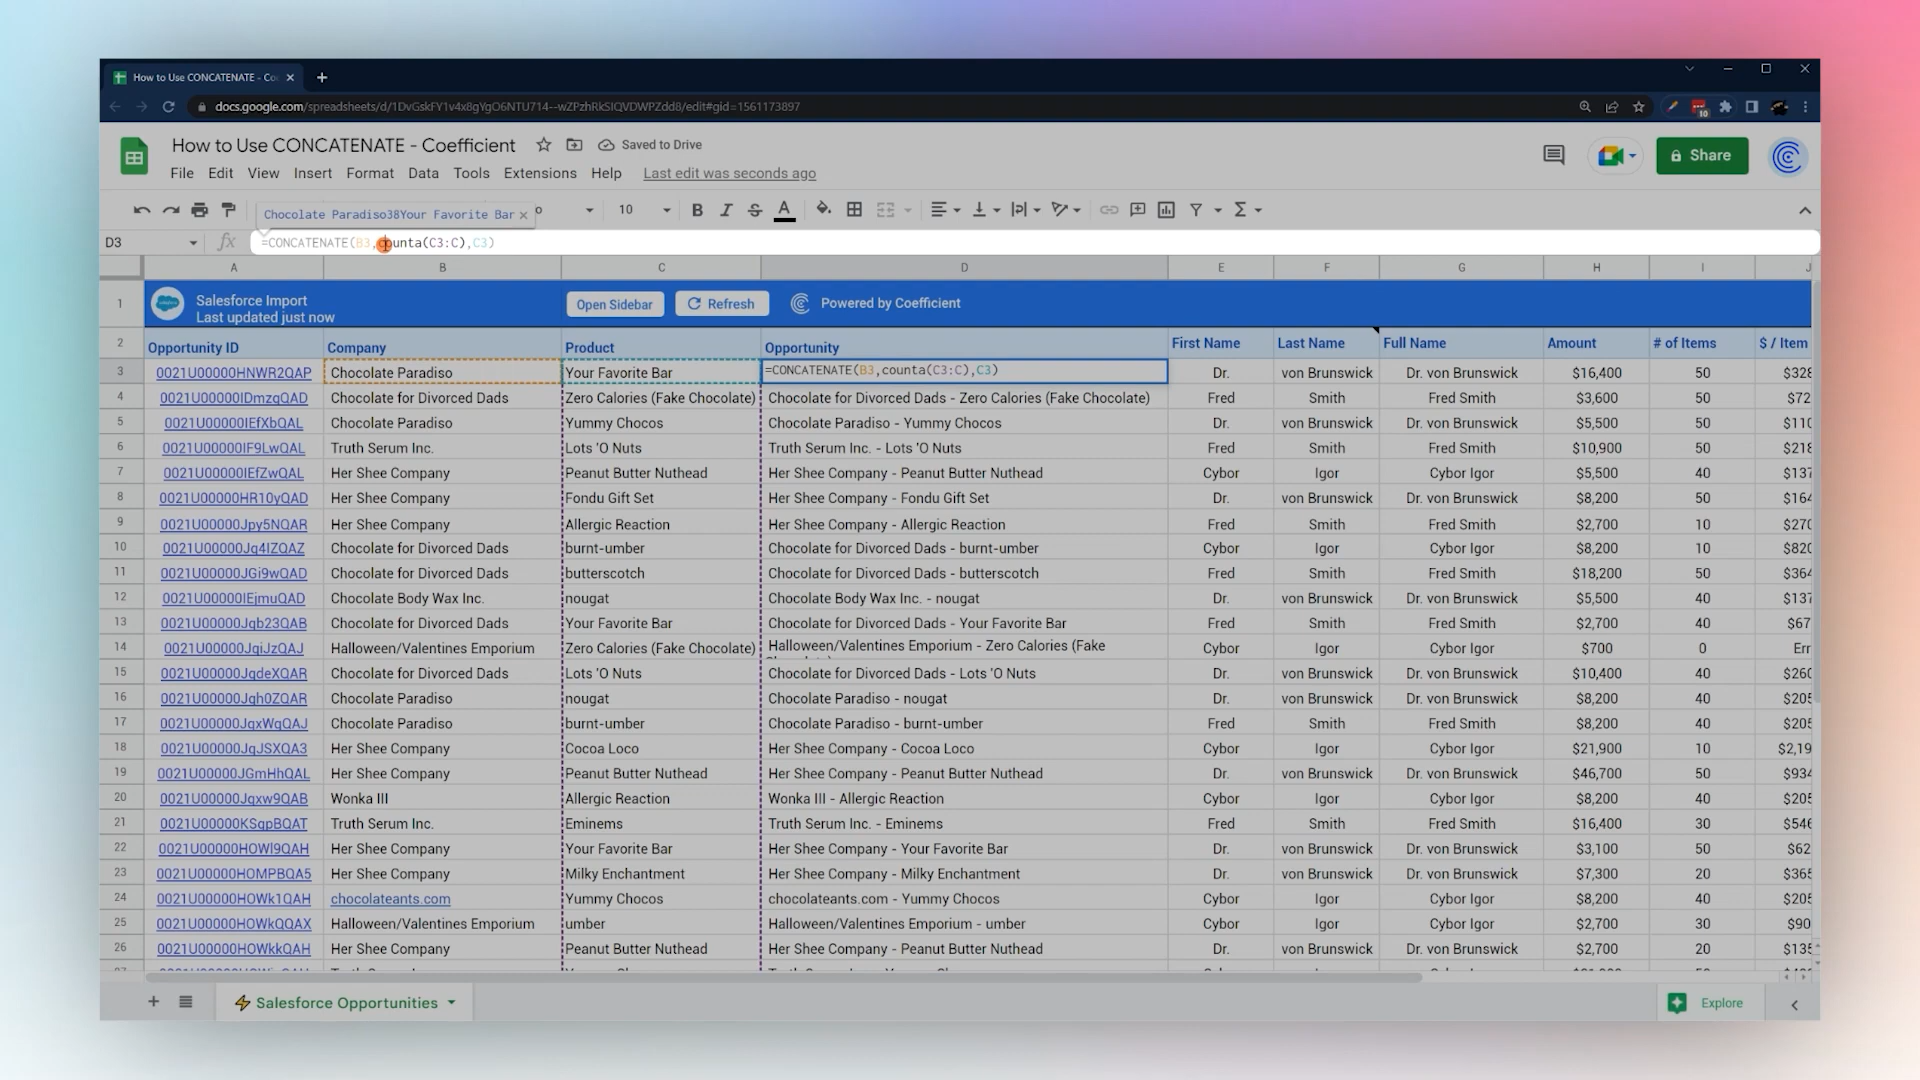 How to Use CONCATENATE - Co
docs.google.com/spreadsheets/d/1DvGskFY1v4x8gYgO6NTU714--wZPzhRkSIQVDWPZdd8/edit#gid=1561173897
10
How to Use CONCATENATE - Coefficient Saved to Drive
Share
File Edit View Insert Format Data Tools Extensions Help Last edit was seconds ago
Chocolate Paradiso38Your Favorite Bar
10 B I S A
D3 fx =CONCATENATE(B3,counta(C3:C),C3)
A B C D E F G H I J
1 Salesforce Import Open Sidebar Refresh Powered by Coefficient
Last updated just now
2 Opportunity ID Company Product Opportunity First Name Last Name Full Name Amount # of Items $ / Item
3 0021U00000HNWR2QAP Chocolate Paradiso Your Favorite Bar =CONCATENATE(B3,counta(C3:C),C3) Dr. von Brunswick Dr. von Brunswick $16,400 50 $328
4 0021U00000IDmzqQAD Chocolate for Divorced Dads Zero Calories (Fake Chocolate) Chocolate for Divorced Dads - Zero Calories (Fake Chocolate) Fred Smith Fred Smith $3,600 50 $72
5 0021U00000IEfXbQAL Chocolate Paradiso Yummy Chocos Chocolate Paradiso - Yummy Chocos Dr. von Brunswick Dr. von Brunswick $5,500 50 $110
6 0021U00000IF9LwQAL Truth Serum Inc. Lots 'O Nuts Truth Serum Inc. - Lots 'O Nuts Fred Smith Fred Smith $10,900 50 $218
7 0021U00000IEfZwQAL Her Shee Company Peanut Butter Nuthead Her Shee Company - Peanut Butter Nuthead Cybor Igor Cybor Igor $5,500 40 $137
8 0021U00000HR10yQAD Her Shee Company Fondu Gift Set Her Shee Company - Fondu Gift Set Dr. von Brunswick Dr. von Brunswick $8,200 50 $164
9 0021U00000Jpy5NQAR Her Shee Company Allergic Reaction Her Shee Company - Allergic Reaction Fred Smith Fred Smith $2,700 10 $270
10 0021U00000Jq4IZQAZ Chocolate for Divorced Dads burnt-umber Chocolate for Divorced Dads - burnt-umber Cybor Igor Cybor Igor $8,200 10 $820
11 0021U00000JGi9wQAD Chocolate for Divorced Dads butterscotch Chocolate for Divorced Dads - butterscotch Fred Smith Fred Smith $18,200 50 $364
12 0021U00000IEjmuQAD Chocolate Body Wax Inc. nougat Chocolate Body Wax Inc. - nougat Dr. von Brunswick Dr. von Brunswick $5,500 40 $137
13 0021U00000Jqb23QAB Chocolate for Divorced Dads Your Favorite Bar Chocolate for Divorced Dads - Your Favorite Bar Fred Smith Fred Smith $2,700 40 $67
14 0021U00000JqiJzQAJ Halloween/Valentines Emporium Zero Calories (Fake Chocolate) Halloween/Valentines Emporium - Zero Calories (Fake Cybor Igor Cybor Igor $700 0 Err
15 0021U00000JqdeXQAR Chocolate for Divorced Dads Lots 'O Nuts Chocolate for Divorced Dads - Lots 'O Nuts Dr. von Brunswick Dr. von Brunswick $10,400 40 $260
16 0021U00000Jqh0ZQAR Chocolate Paradiso nougat Chocolate Paradiso - nougat Dr. von Brunswick Dr. von Brunswick $8,200 40 $205
17 0021U00000JqxWqQAJ Chocolate Paradiso burnt-umber Chocolate Paradiso - burnt-umber Fred Smith Fred Smith $8,200 40 $205
18 0021U00000JqJSXQA3 Her Shee Company Cocoa Loco Her Shee Company - Cocoa Loco Cybor Igor Cybor Igor $21,900 10 $2,19
19 0021U00000JGmHhQAL Her Shee Company Peanut Butter Nuthead Her Shee Company - Peanut Butter Nuthead Dr. von Brunswick Dr. von Brunswick $46,700 50 $934
20 0021U00000Jqxw9QAB Wonka III Allergic Reaction Wonka III - Allergic Reaction Cybor Igor Cybor Igor $8,200 40 $205
21 0021U00000KSqpBQAT Truth Serum Inc. Eminems Truth Serum Inc. - Eminems Fred Smith Fred Smith $16,400 30 $546
22 0021U00000HOWl9QAH Her Shee Company Your Favorite Bar Her Shee Company - Your Favorite Bar Dr. von Brunswick Dr. von Brunswick $3,100 50 $62
23 0021U00000HOMPBQA5 Her Shee Company Milky Enchantment Her Shee Company - Milky Enchantment Dr. von Brunswick Dr. von Brunswick $7,300 20 $365
24 0021U00000HOWk1QAH chocolateants.com Yummy Chocos chocolateants.com - Yummy Chocos Cybor Igor Cybor Igor $8,200 40 $205
25 0021U00000HOWkQQAX Halloween/Valentines Emporium umber Halloween/Valentines Emporium - umber Cybor Igor Cybor Igor $2,700 30 $90
26 0021U00000HOWkkQAH Her Shee Company Peanut Butter Nuthead Her Shee Company - Peanut Butter Nuthead Dr. von Brunswick Dr. von Brunswick $2,700 20 $135
Salesforce Opportunities Explore